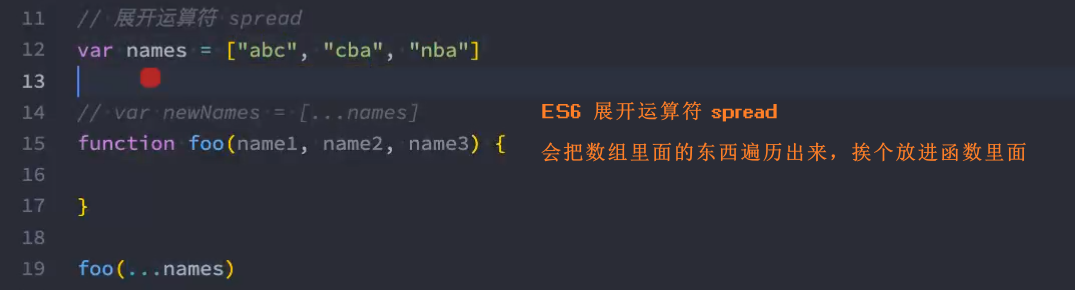 11 // 展开运算符 spread
12 var names = ["abc", "cba", "nba"]
13
14 // var newNames = [...names]
ES6 展开运算符 spread
15 function foo(name1, name2, name3) {
会把数组里面的东西遍历出来，挨个放进函数里面
16
17 }
18
19 foo(...names)